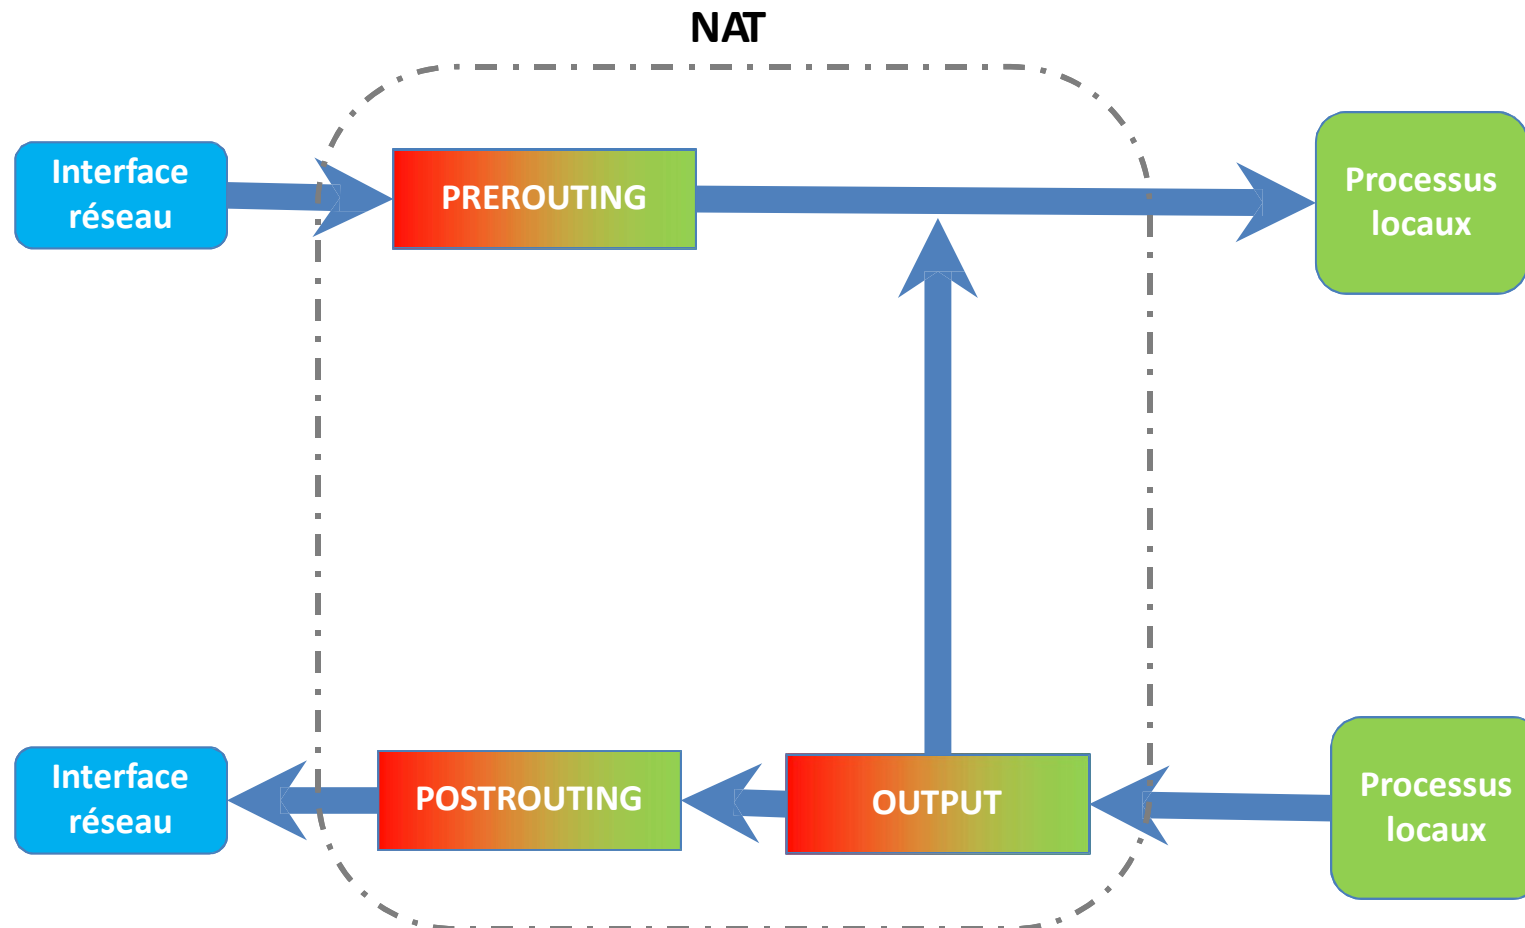 NAT
Interface
réseau
PREROUTING
Processus
locaux
Interface
réseau
POSTROUTING
OUTPUT
Processus
locaux